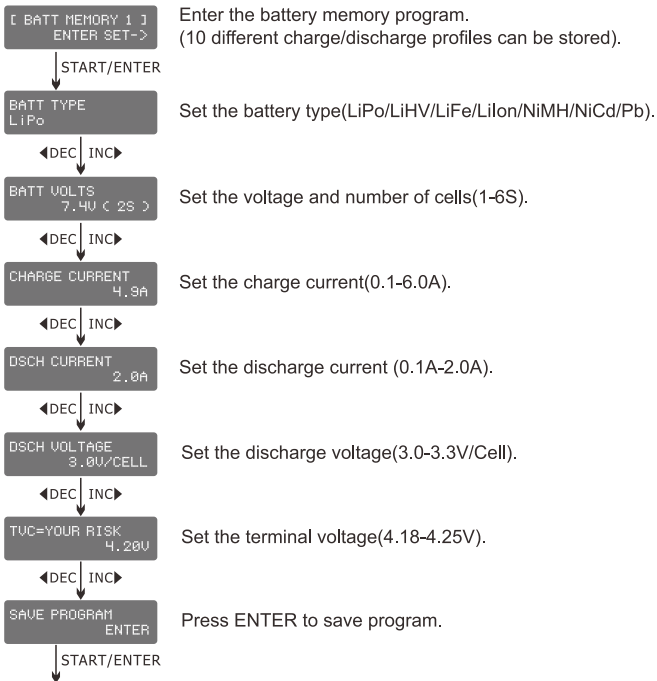 [ BATT MEMORY 1 ]
ENTER SET->
Enter the battery memory program.
(10 different charge/discharge profiles can be stored).
START/ENTER
BATT TYPE
LiPo
Set the battery type(LiPo/LiHV/LiFe/LiIon/NiMH/NiCd/Pb).
◀DEC INC▶
BATT VOLTS
7.4V ( 2S )
Set the voltage and number of cells(1-6S).
◀DEC INC▶
CHARGE CURRENT
4.9A
Set the charge current(0.1-6.0A).
◀DEC INC▶
DSCH CURRENT
2.0A
Set the discharge current (0.1A-2.0A).
◀DEC INC▶
DSCH VOLTAGE
3.0V/CELL
Set the discharge voltage(3.0-3.3V/Cell).
◀DEC INC▶
TVC=YOUR RISK
4.20V
Set the terminal voltage(4.18-4.25V).
◀DEC INC▶
SAVE PROGRAM
ENTER
Press ENTER to save program.
START/ENTER